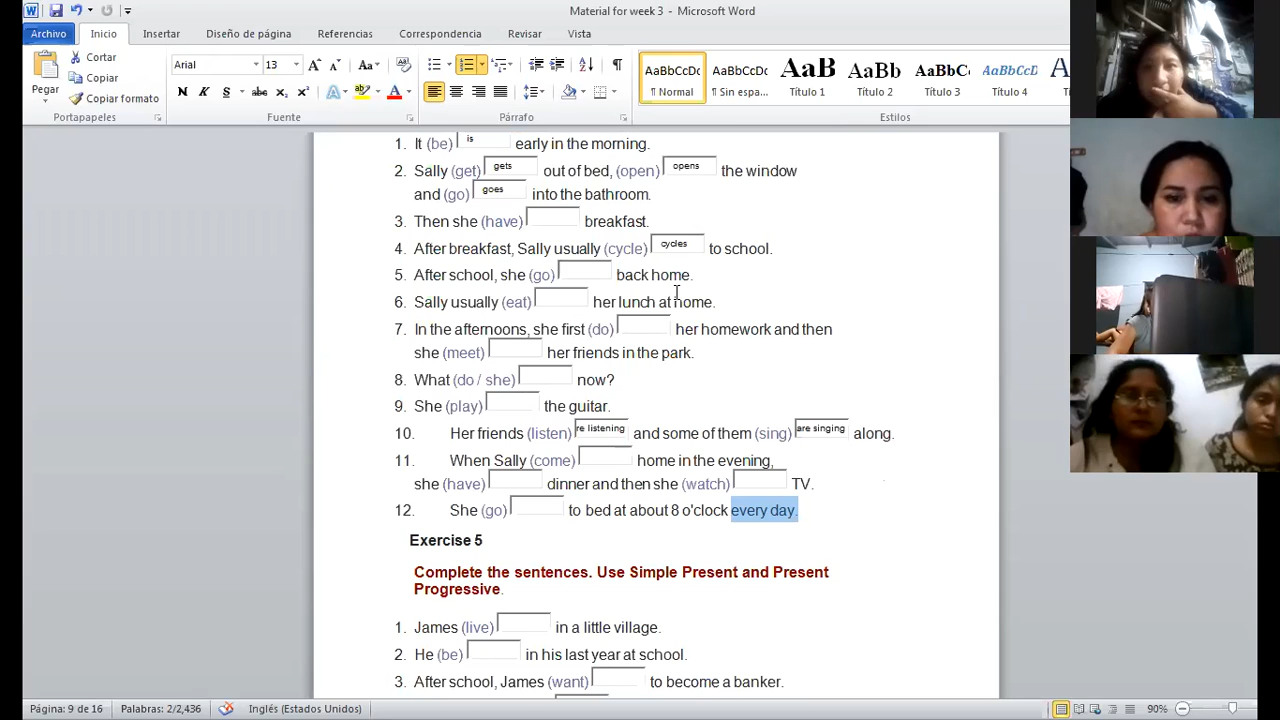 Material for week 3 - Microsoft Word
Archivo Inicio Insertar Diseño de página Referencias Correspondencia Revisar Vista
Cortar
Copiar
Copiar formato
Pegar
Portapapeles
Arial 13
N K S abc x₂ x² A ab A
Aa
Fuente
Párrafo
AaBbCcDc AaBbCcDc AaB AaBbC AaBbCc AaBbCc
¶ Normal ¶ Sin espa... Título 1 Título 2 Título 3 Título 4
Estilos
1. It (be) is early in the morning.
2. Sally (get) gets out of bed, (open) opens the window
and (go) goes into the bathroom.
3. Then she (have) breakfast.
4. After breakfast, Sally usually (cycle) cycles to school.
5. After school, she (go) back home.
6. Sally usually (eat) her lunch at home.
7. In the afternoons, she first (do) her homework and then
she (meet) her friends in the park.
8. What (do / she) now?
9. She (play) the guitar.
10. Her friends (listen) re listening and some of them (sing) are singing along.
11. When Sally (come) home in the evening,
she (have) dinner and then she (watch) TV.
12. She (go) to bed at about 8 o'clock every day.
Exercise 5
Complete the sentences. Use Simple Present and Present
Progressive.
1. James (live) in a little village.
2. He (be) in his last year at school.
3. After school, James (want) to become a banker.
Página: 9 de 16 Palabras: 2/2,436 Inglés (Estados Unidos) 90%